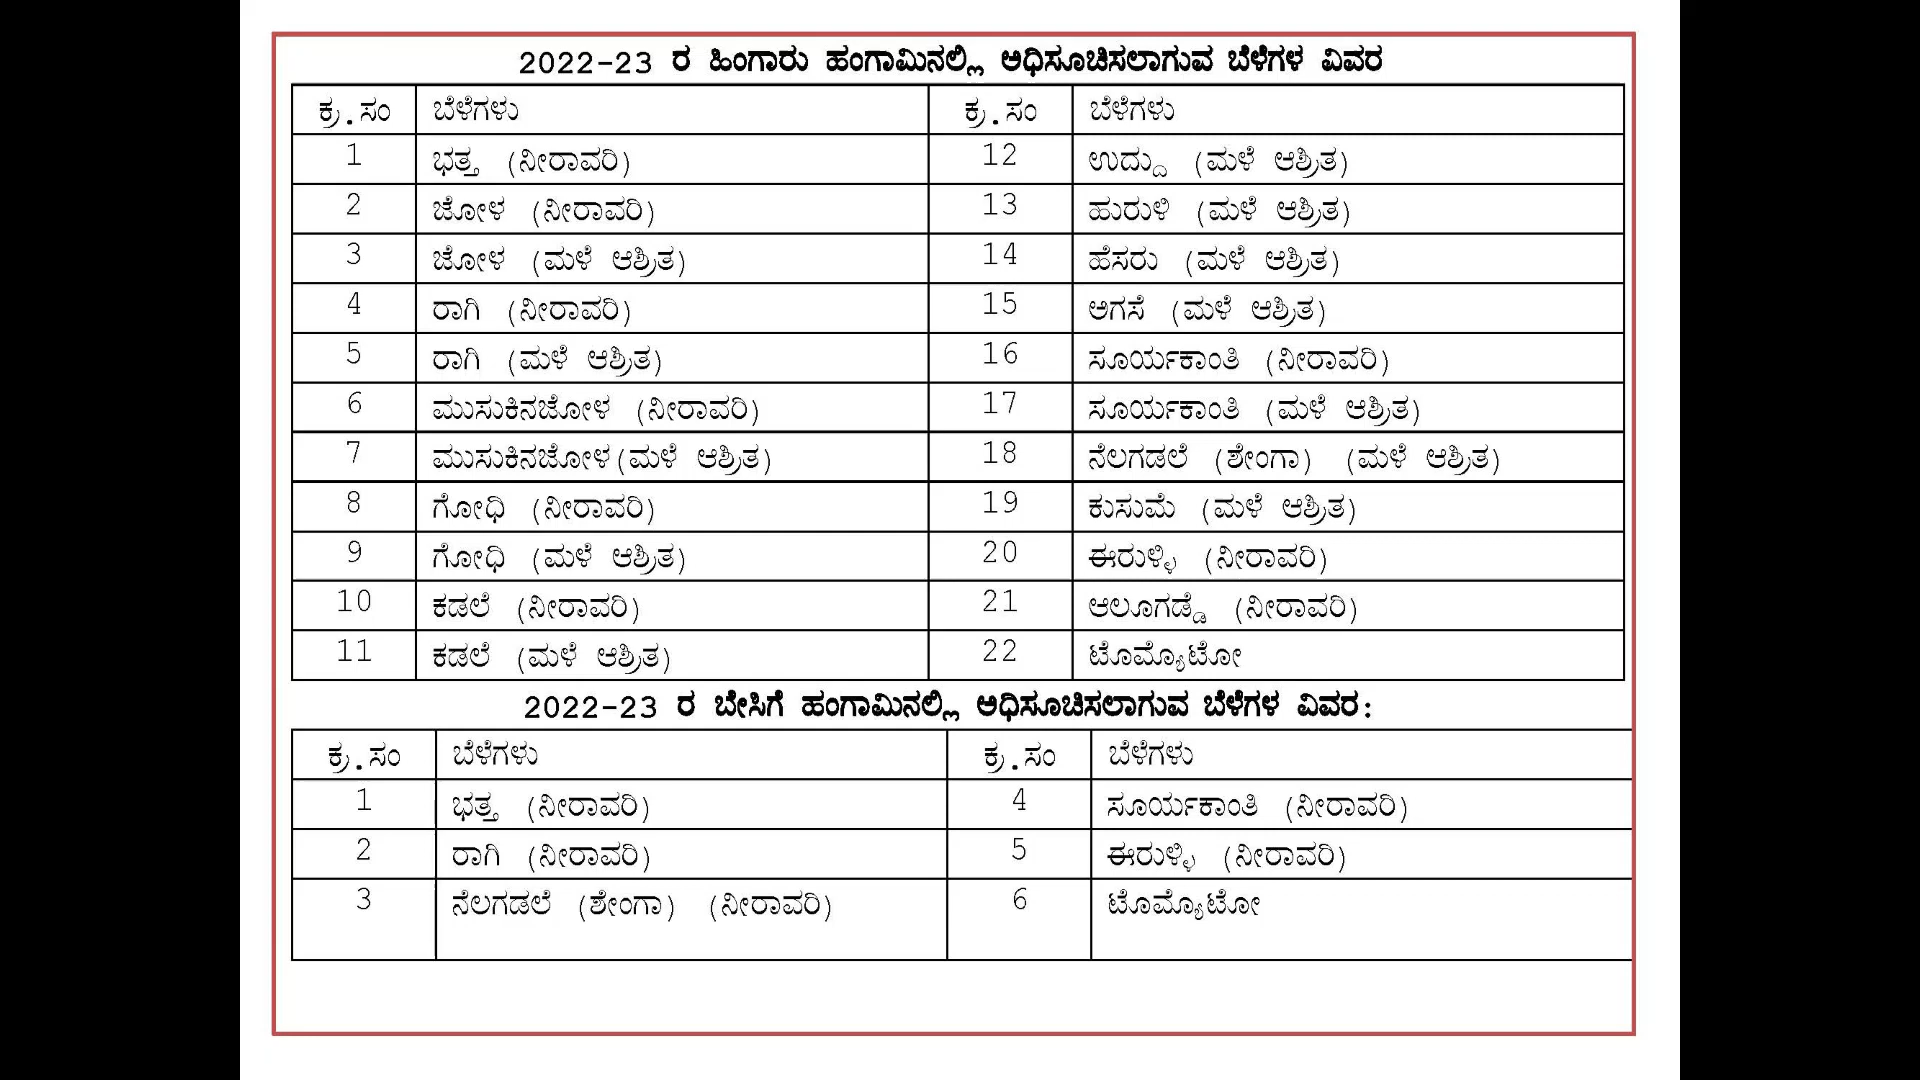 2022-23 ರ ಹಿಂಗಾರು ಹಂಗಾಮಿನಲ್ಲಿ ಅಧಿಸೂಚಿಸಲಾಗುವ ಬೆಳೆಗಳ ವಿವರ
ಕ್ರ.ಸಂ ಬೆಳೆಗಳು ಕ್ರ.ಸಂ ಬೆಳೆಗಳು
1 ಭತ್ತ (ನೀರಾವರಿ) 12 ಉದ್ದು (ಮಳೆ ಆಶ್ರಿತ)
2 ಜೋಳ (ನೀರಾವರಿ) 13 ಹುರುಳಿ (ಮಳೆ ಆಶ್ರಿತ)
3 ಜೋಳ (ಮಳೆ ಆಶ್ರಿತ) 14 ಹೆಸರು (ಮಳೆ ಆಶ್ರಿತ)
4 ರಾಗಿ (ನೀರಾವರಿ) 15 ಅಗಸೆ (ಮಳೆ ಆಶ್ರಿತ)
5 ರಾಗಿ (ಮಳೆ ಆಶ್ರಿತ) 16 ಸೂರ್ಯಕಾಂತಿ (ನೀರಾವರಿ)
6 ಮುಸುಕಿನಜೋಳ (ನೀರಾವರಿ) 17 ಸೂರ್ಯಕಾಂತಿ (ಮಳೆ ಆಶ್ರಿತ)
7 ಮುಸುಕಿನಜೋಳ(ಮಳೆ ಆಶ್ರಿತ) 18 ನೆಲಗಡಲೆ (ಶೇಂಗಾ) (ಮಳೆ ಆಶ್ರಿತ)
8 ಗೋಧಿ (ನೀರಾವರಿ) 19 ಕುಸುಮೆ (ಮಳೆ ಆಶ್ರಿತ)
9 ಗೋಧಿ (ಮಳೆ ಆಶ್ರಿತ) 20 ಈರುಳ್ಳಿ (ನೀರಾವರಿ)
10 ಕಡಲೆ (ನೀರಾವರಿ) 21 ಆಲೂಗಡ್ಡೆ (ನೀರಾವರಿ)
11 ಕಡಲೆ (ಮಳೆ ಆಶ್ರಿತ) 22 ಟೊಮ್ಯೊಟೋ
2022-23 ರ ಬೇಸಿಗೆ ಹಂಗಾಮಿನಲ್ಲಿ ಅಧಿಸೂಚಿಸಲಾಗುವ ಬೆಳೆಗಳ ವಿವರ:
ಕ್ರ.ಸಂ ಬೆಳೆಗಳು ಕ್ರ.ಸಂ ಬೆಳೆಗಳು
1 ಭತ್ತ (ನೀರಾವರಿ) 4 ಸೂರ್ಯಕಾಂತಿ (ನೀರಾವರಿ)
2 ರಾಗಿ (ನೀರಾವರಿ) 5 ಈರುಳ್ಳಿ (ನೀರಾವರಿ)
3 ನೆಲಗಡಲೆ (ಶೇಂಗಾ) (ನೀರಾವರಿ) 6 ಟೊಮ್ಯೊಟೋ